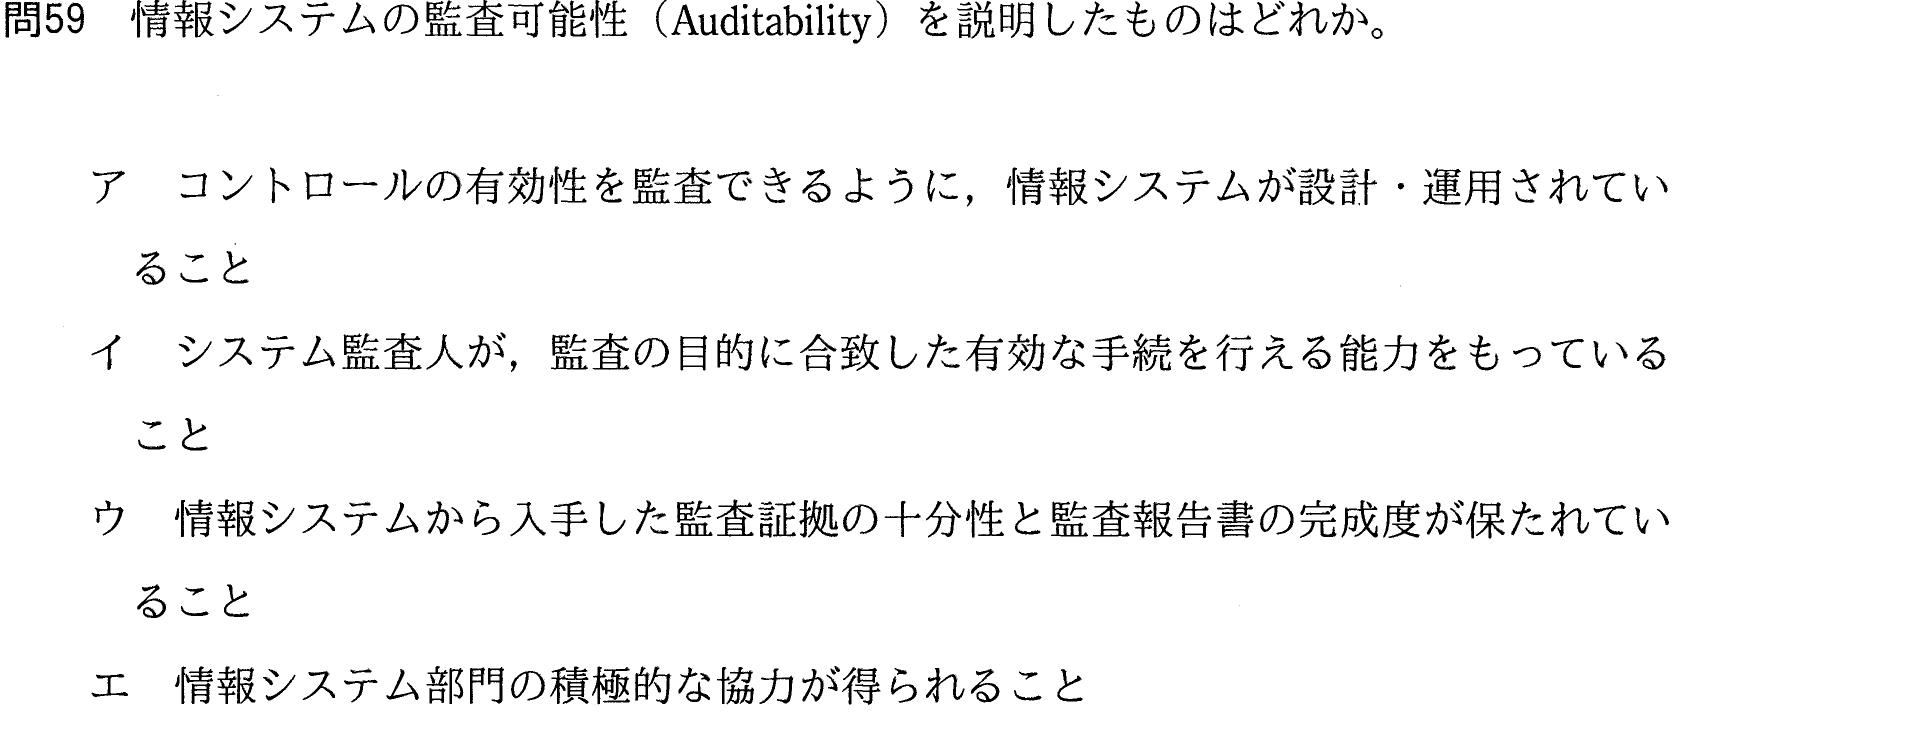 問59 情報システムの監査可能性（Auditability）を説明したものはどれか。
ア コントロールの有効性を監査できるように，情報システムが設計・運用されてい
ること
イ システム監査人が，監査の目的に合致した有効な手続を行える能力をもっている
こと
ウ 情報システムから入手した監査証拠の十分性と監査報告書の完成度が保たれてい
ること
エ 情報システム部門の積極的な協力が得られること